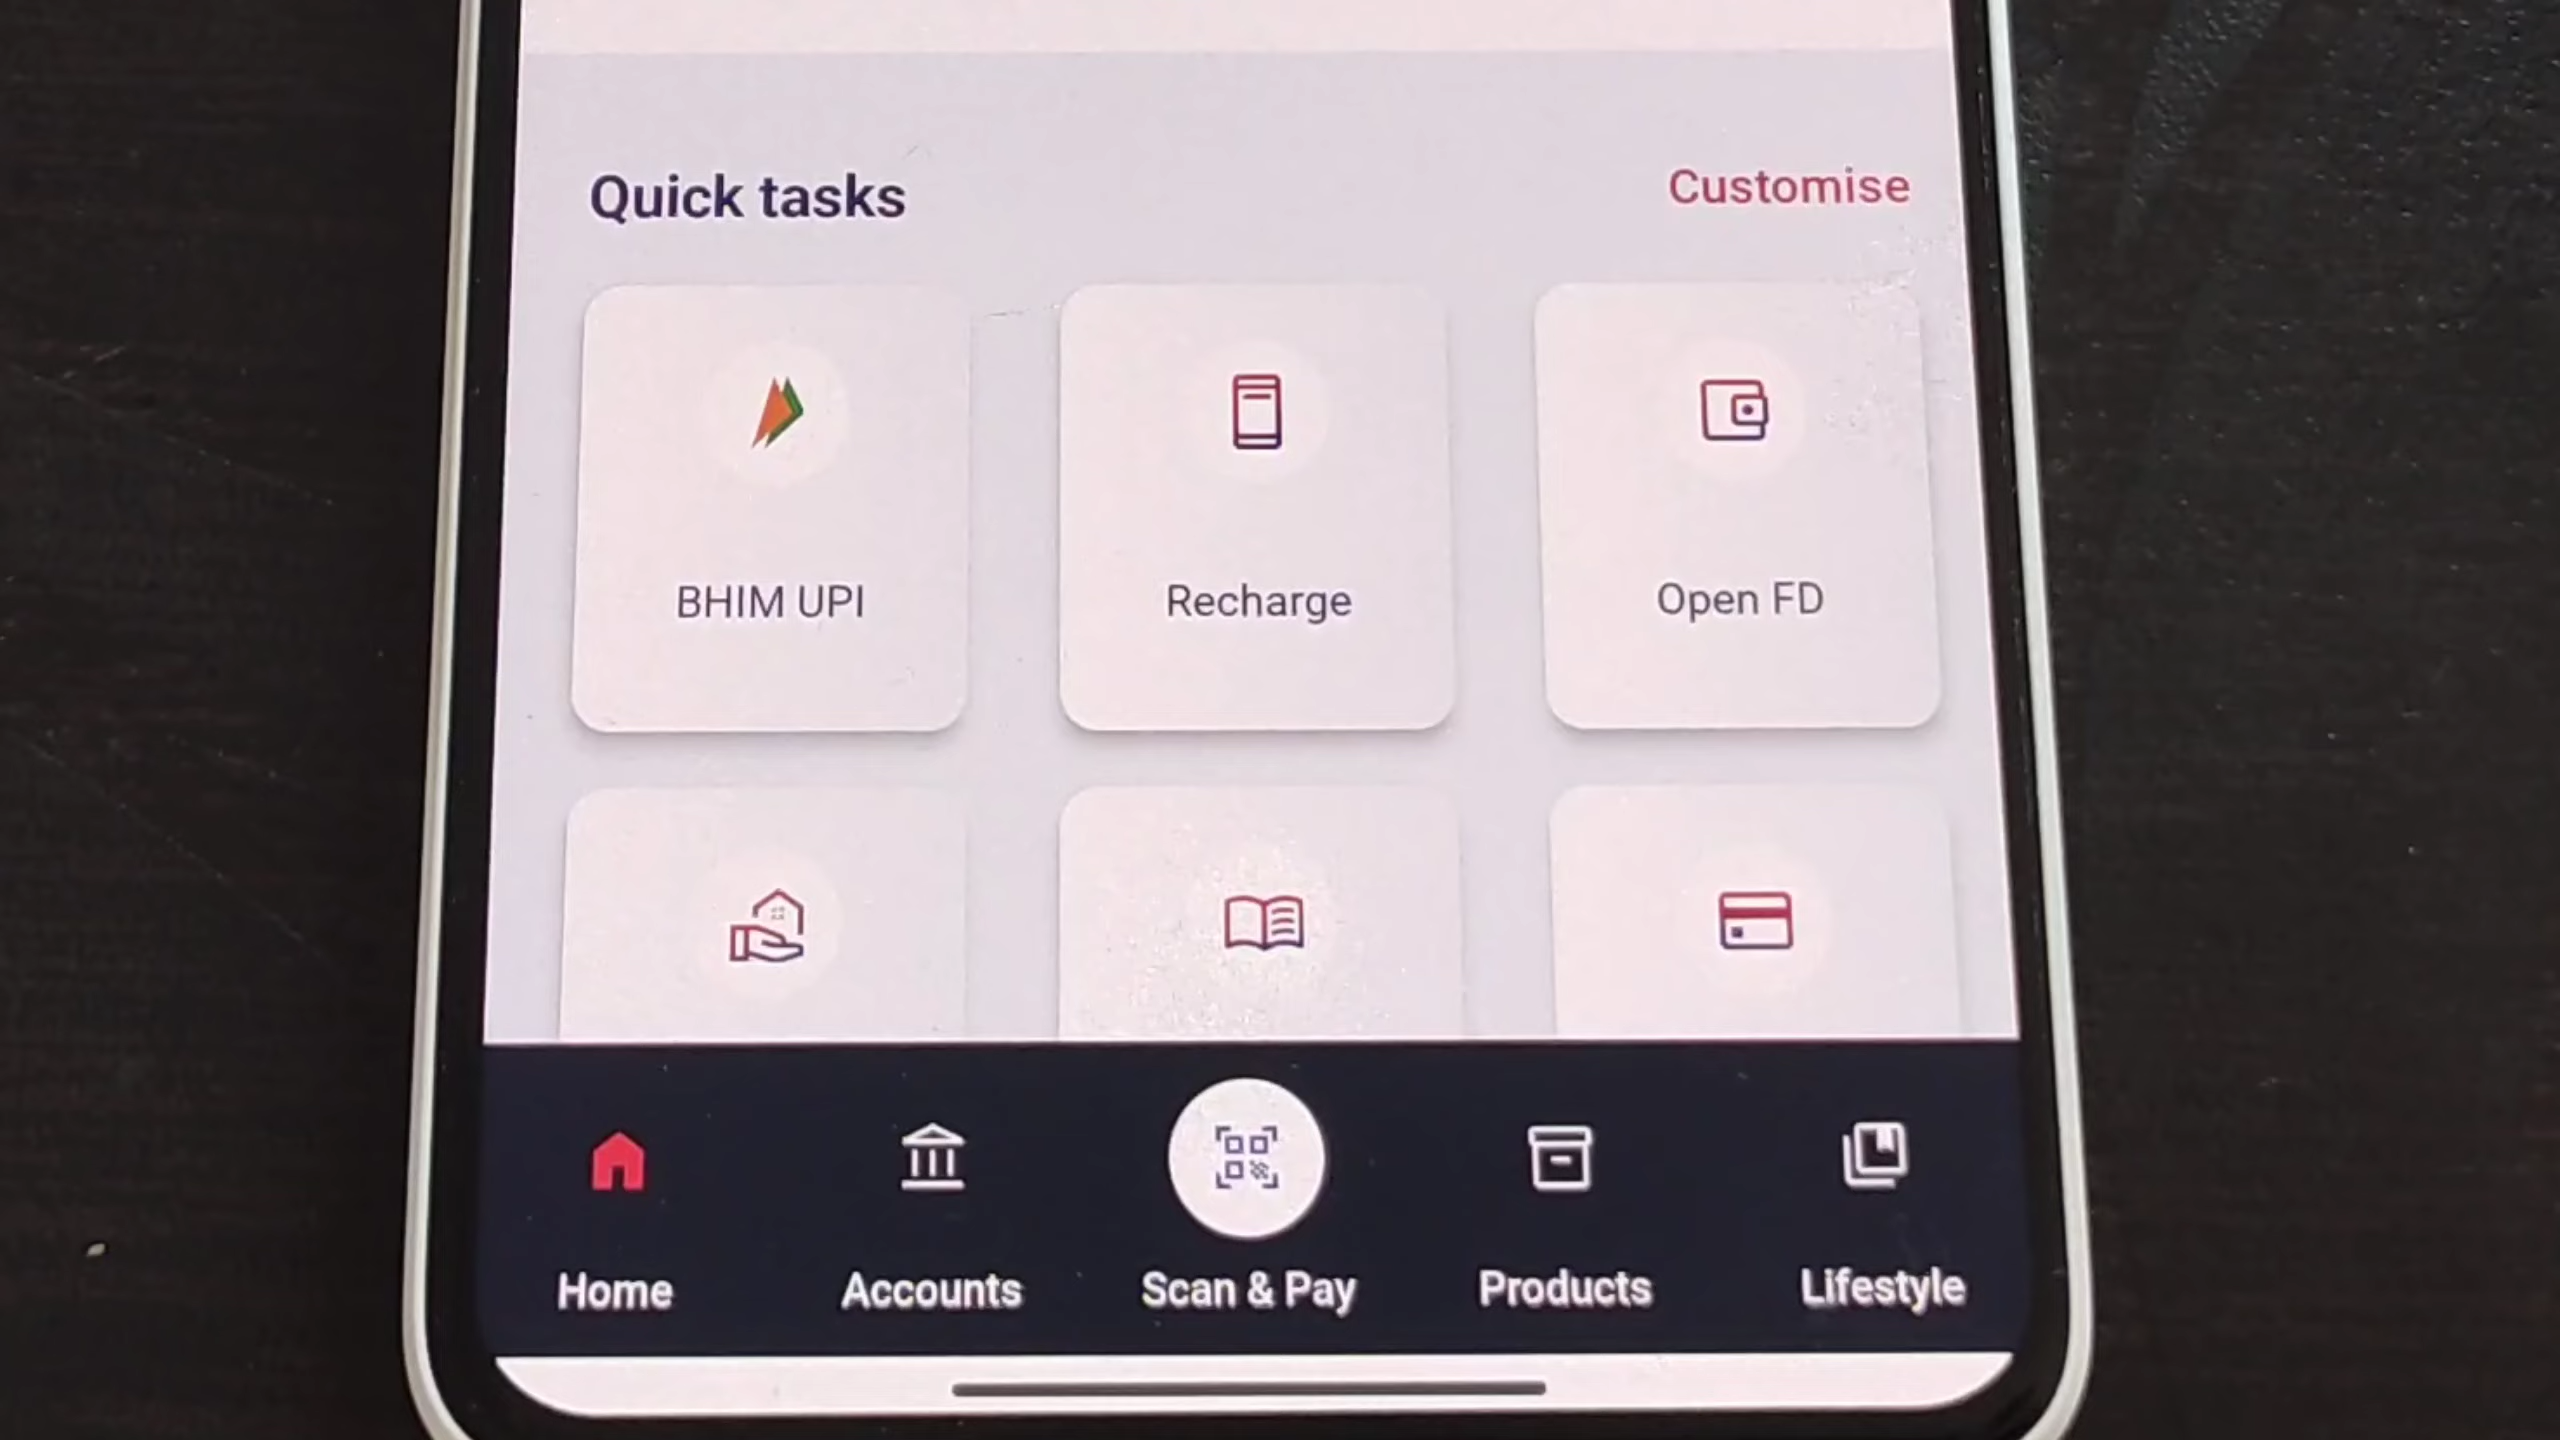 Quick tasks
Customise
BHIM UPI
Recharge
Open FD
Home
Accounts
Scan & Pay
Products
Lifestyle